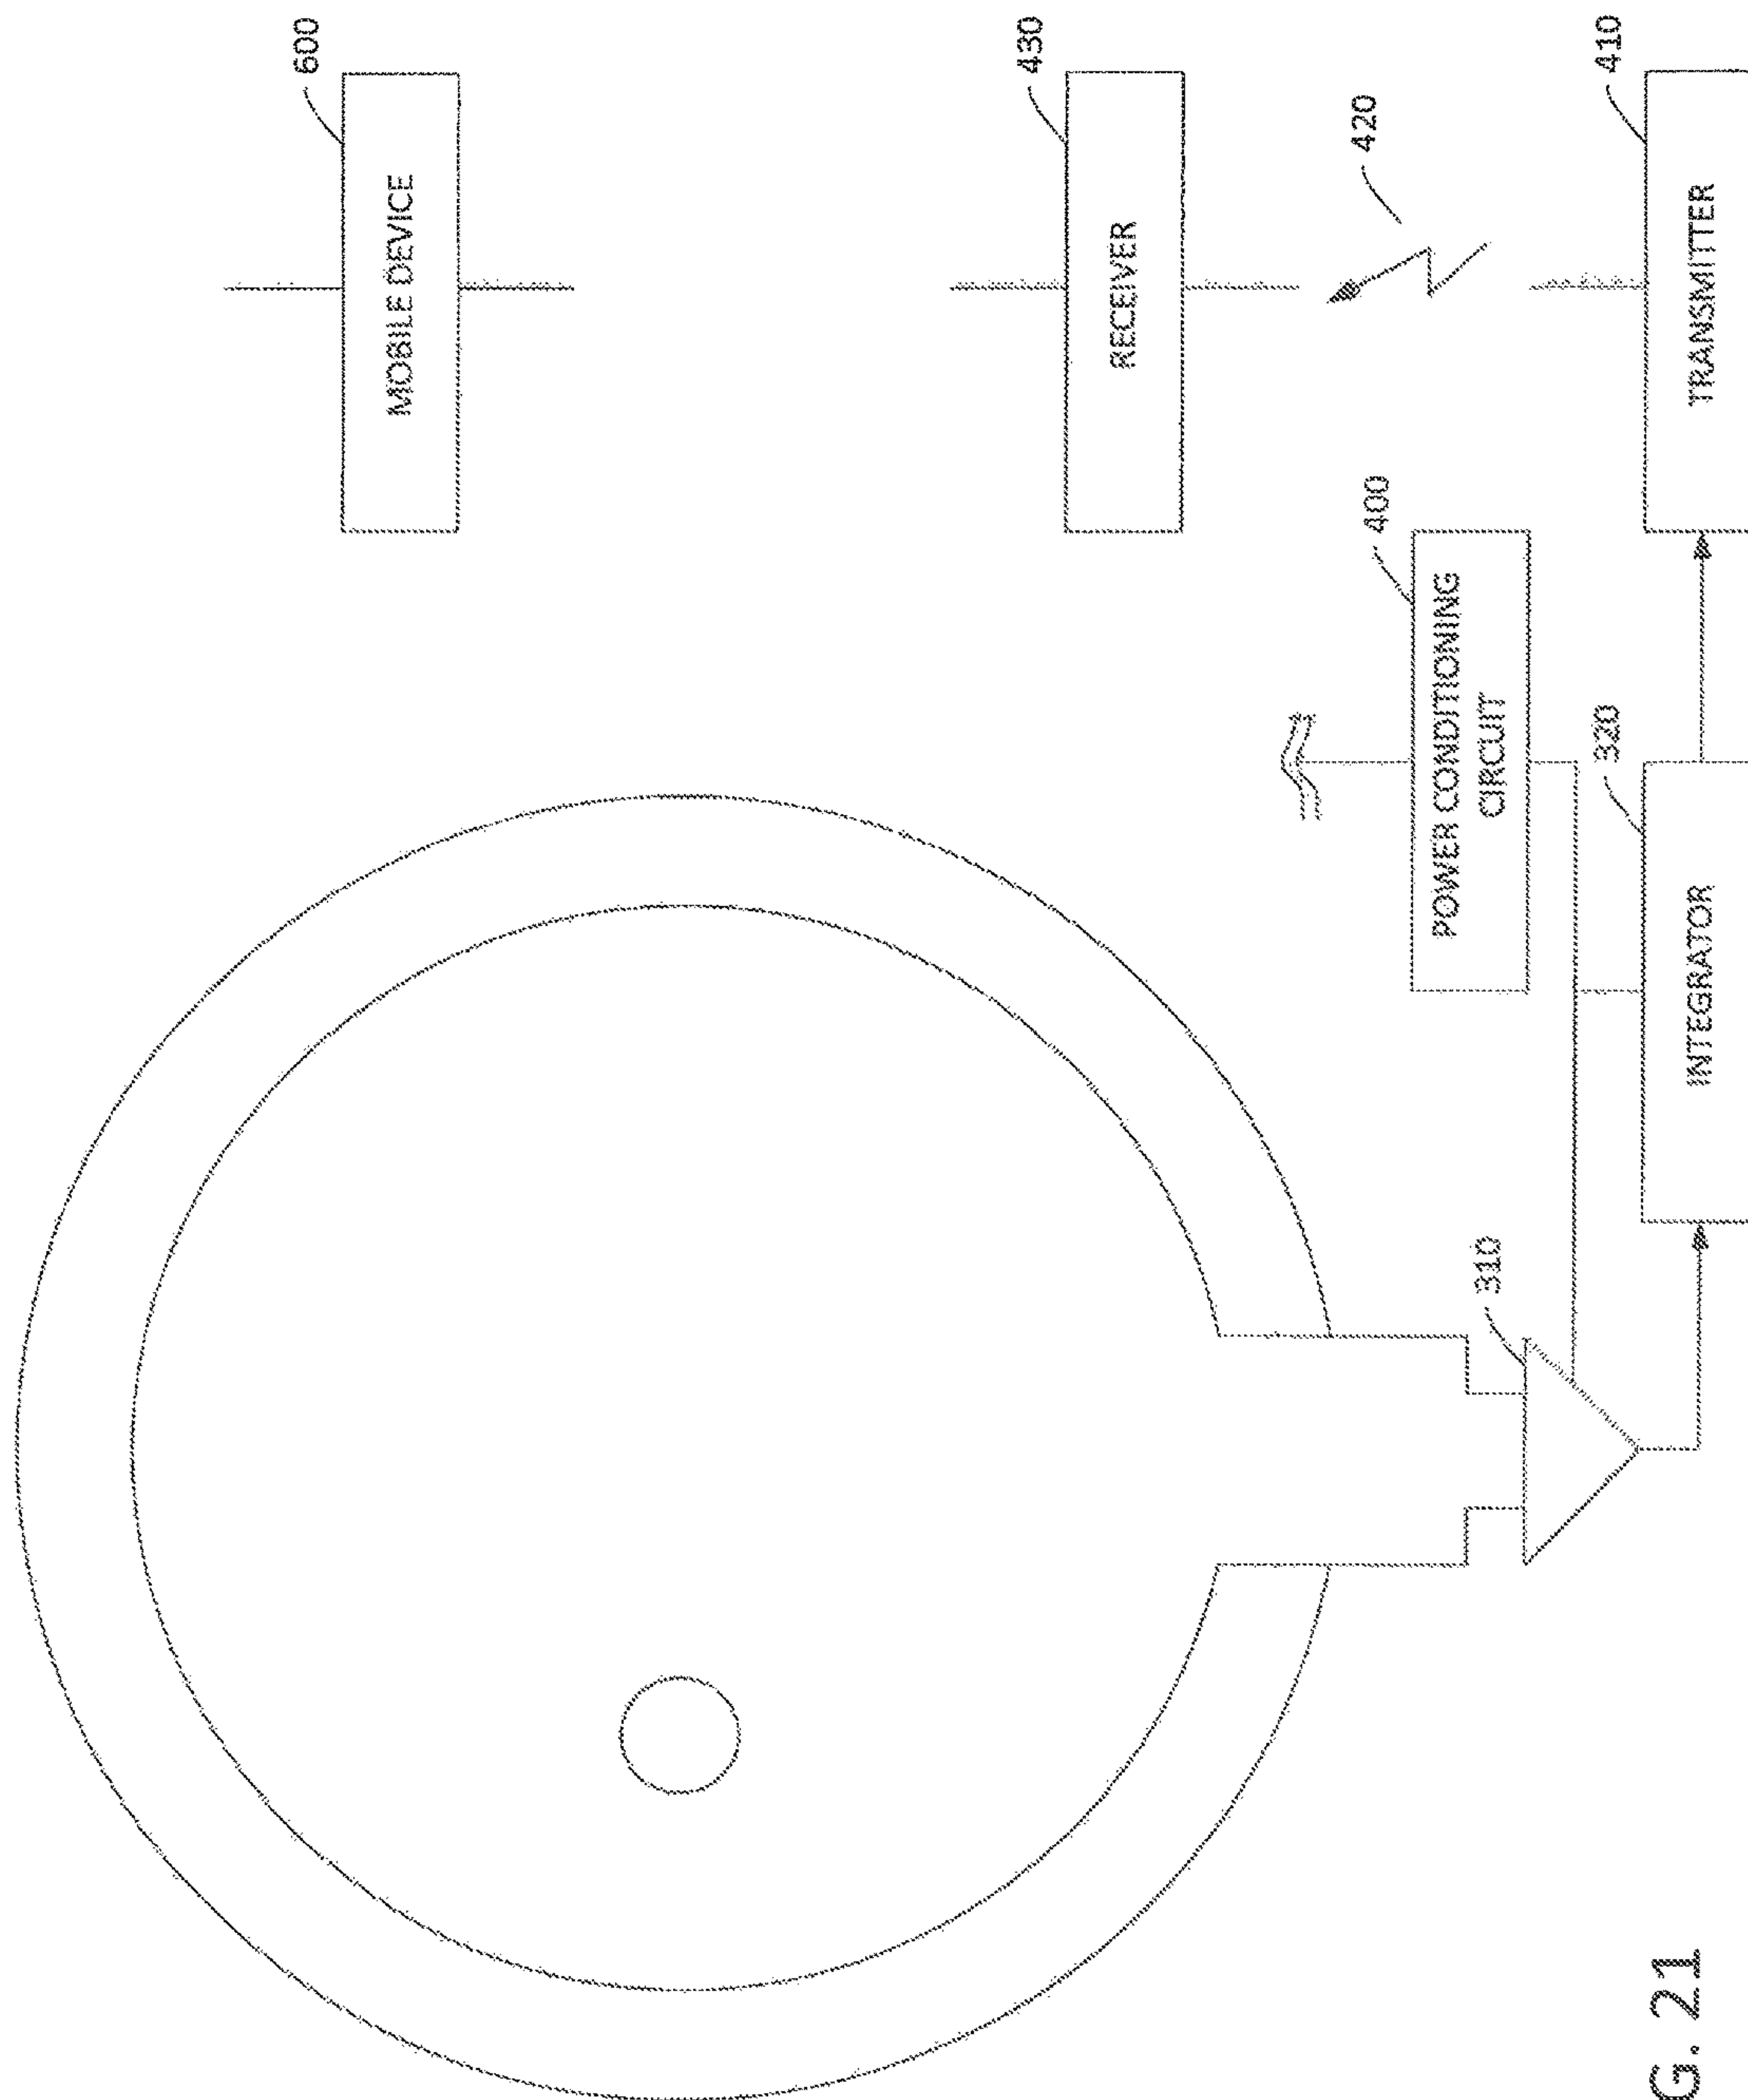 600
MOBILE DEVICE
430
RECEIVER
420
410
TRANSMITTER
400
POWER CONDITIONING
CIRCUIT
320
INTEGRATOR
310
G. 21